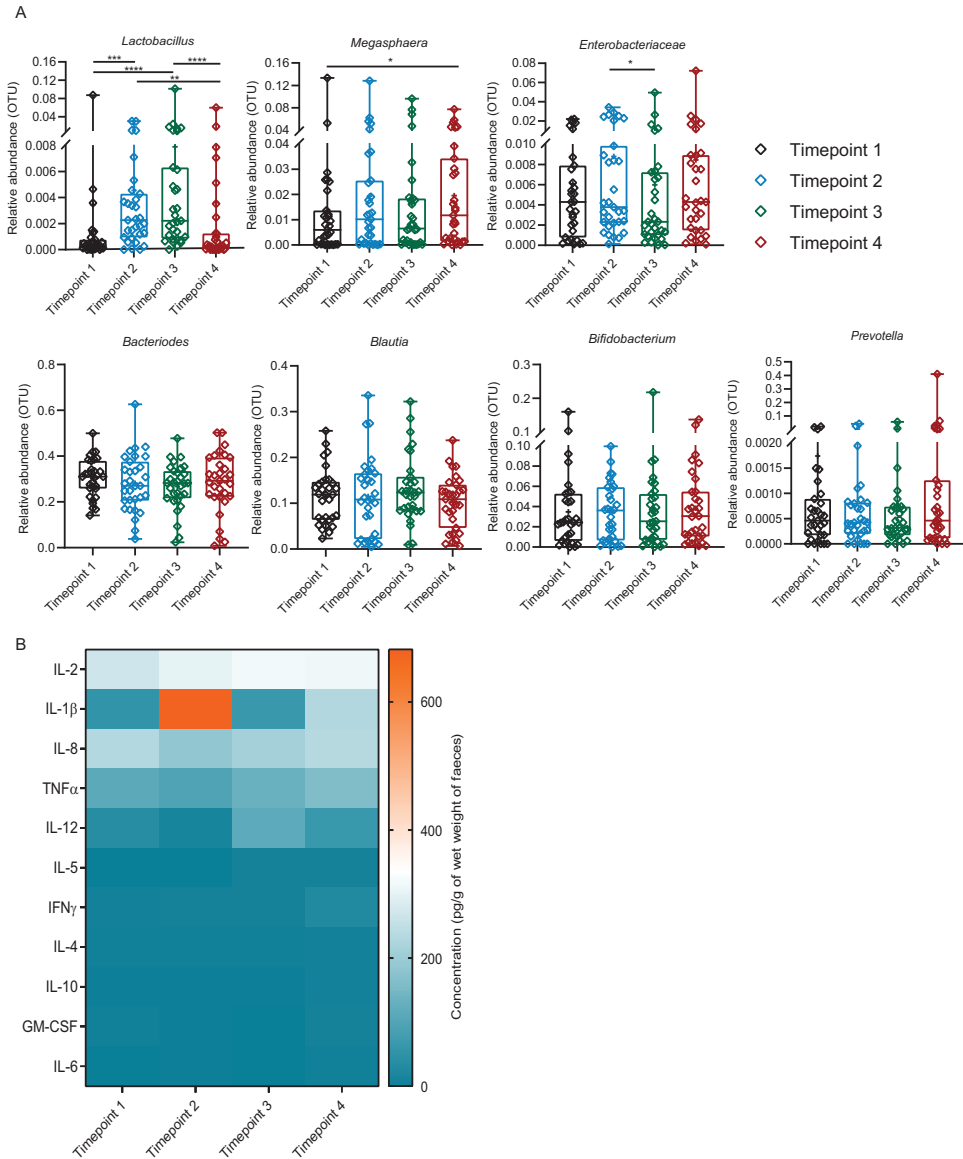 A
Lactobacillus
Relative abundance (OTU)
0.16
0.12
0.08
0.04
0.008
0.006
0.004
0.002
0.000
***
****
****
**
Timepoint 1
Timepoint 2
Timepoint 3
Timepoint 4
Megasphaera
Relative abundance (OTU)
0.16
0.12
0.08
0.04
0.04
0.03
0.02
0.01
0.00
*
Timepoint 1
Timepoint 2
Timepoint 3
Timepoint 4
Enterobacteriaceae
Relative abundance (OTU)
0.08
0.06
0.04
0.02
0.010
0.008
0.006
0.004
0.002
0.000
*
Timepoint 1
Timepoint 2
Timepoint 3
Timepoint 4
Timepoint 1
Timepoint 2
Timepoint 3
Timepoint 4
Bacteriodes
Relative abundance (OTU)
0.8
0.6
0.4
0.2
0.0
Timepoint 1
Timepoint 2
Timepoint 3
Timepoint 4
Blautia
Relative abundance (OTU)
0.4
0.3
0.2
0.1
0.0
Timepoint 1
Timepoint 2
Timepoint 3
Timepoint 4
Bifidobacterium
Relative abundance (OTU)
0.3
0.2
0.1
0.10
0.08
0.06
0.04
0.02
0.00
Timepoint 1
Timepoint 2
Timepoint 3
Timepoint 4
Prevotella
Relative abundance (OTU)
0.5
0.4
0.3
0.2
0.1
0.0020
0.0015
0.0010
0.0005
0.0000
Timepoint 1
Timepoint 2
Timepoint 3
Timepoint 4
B
IL-2
IL-1β
IL-8
TNFα
IL-12
IL-5
IFNγ
IL-4
IL-10
GM-CSF
IL-6
Timepoint 1
Timepoint 2
Timepoint 3
Timepoint 4
600
400
200
0
Concentration (pg/g of wet weight of faeces)